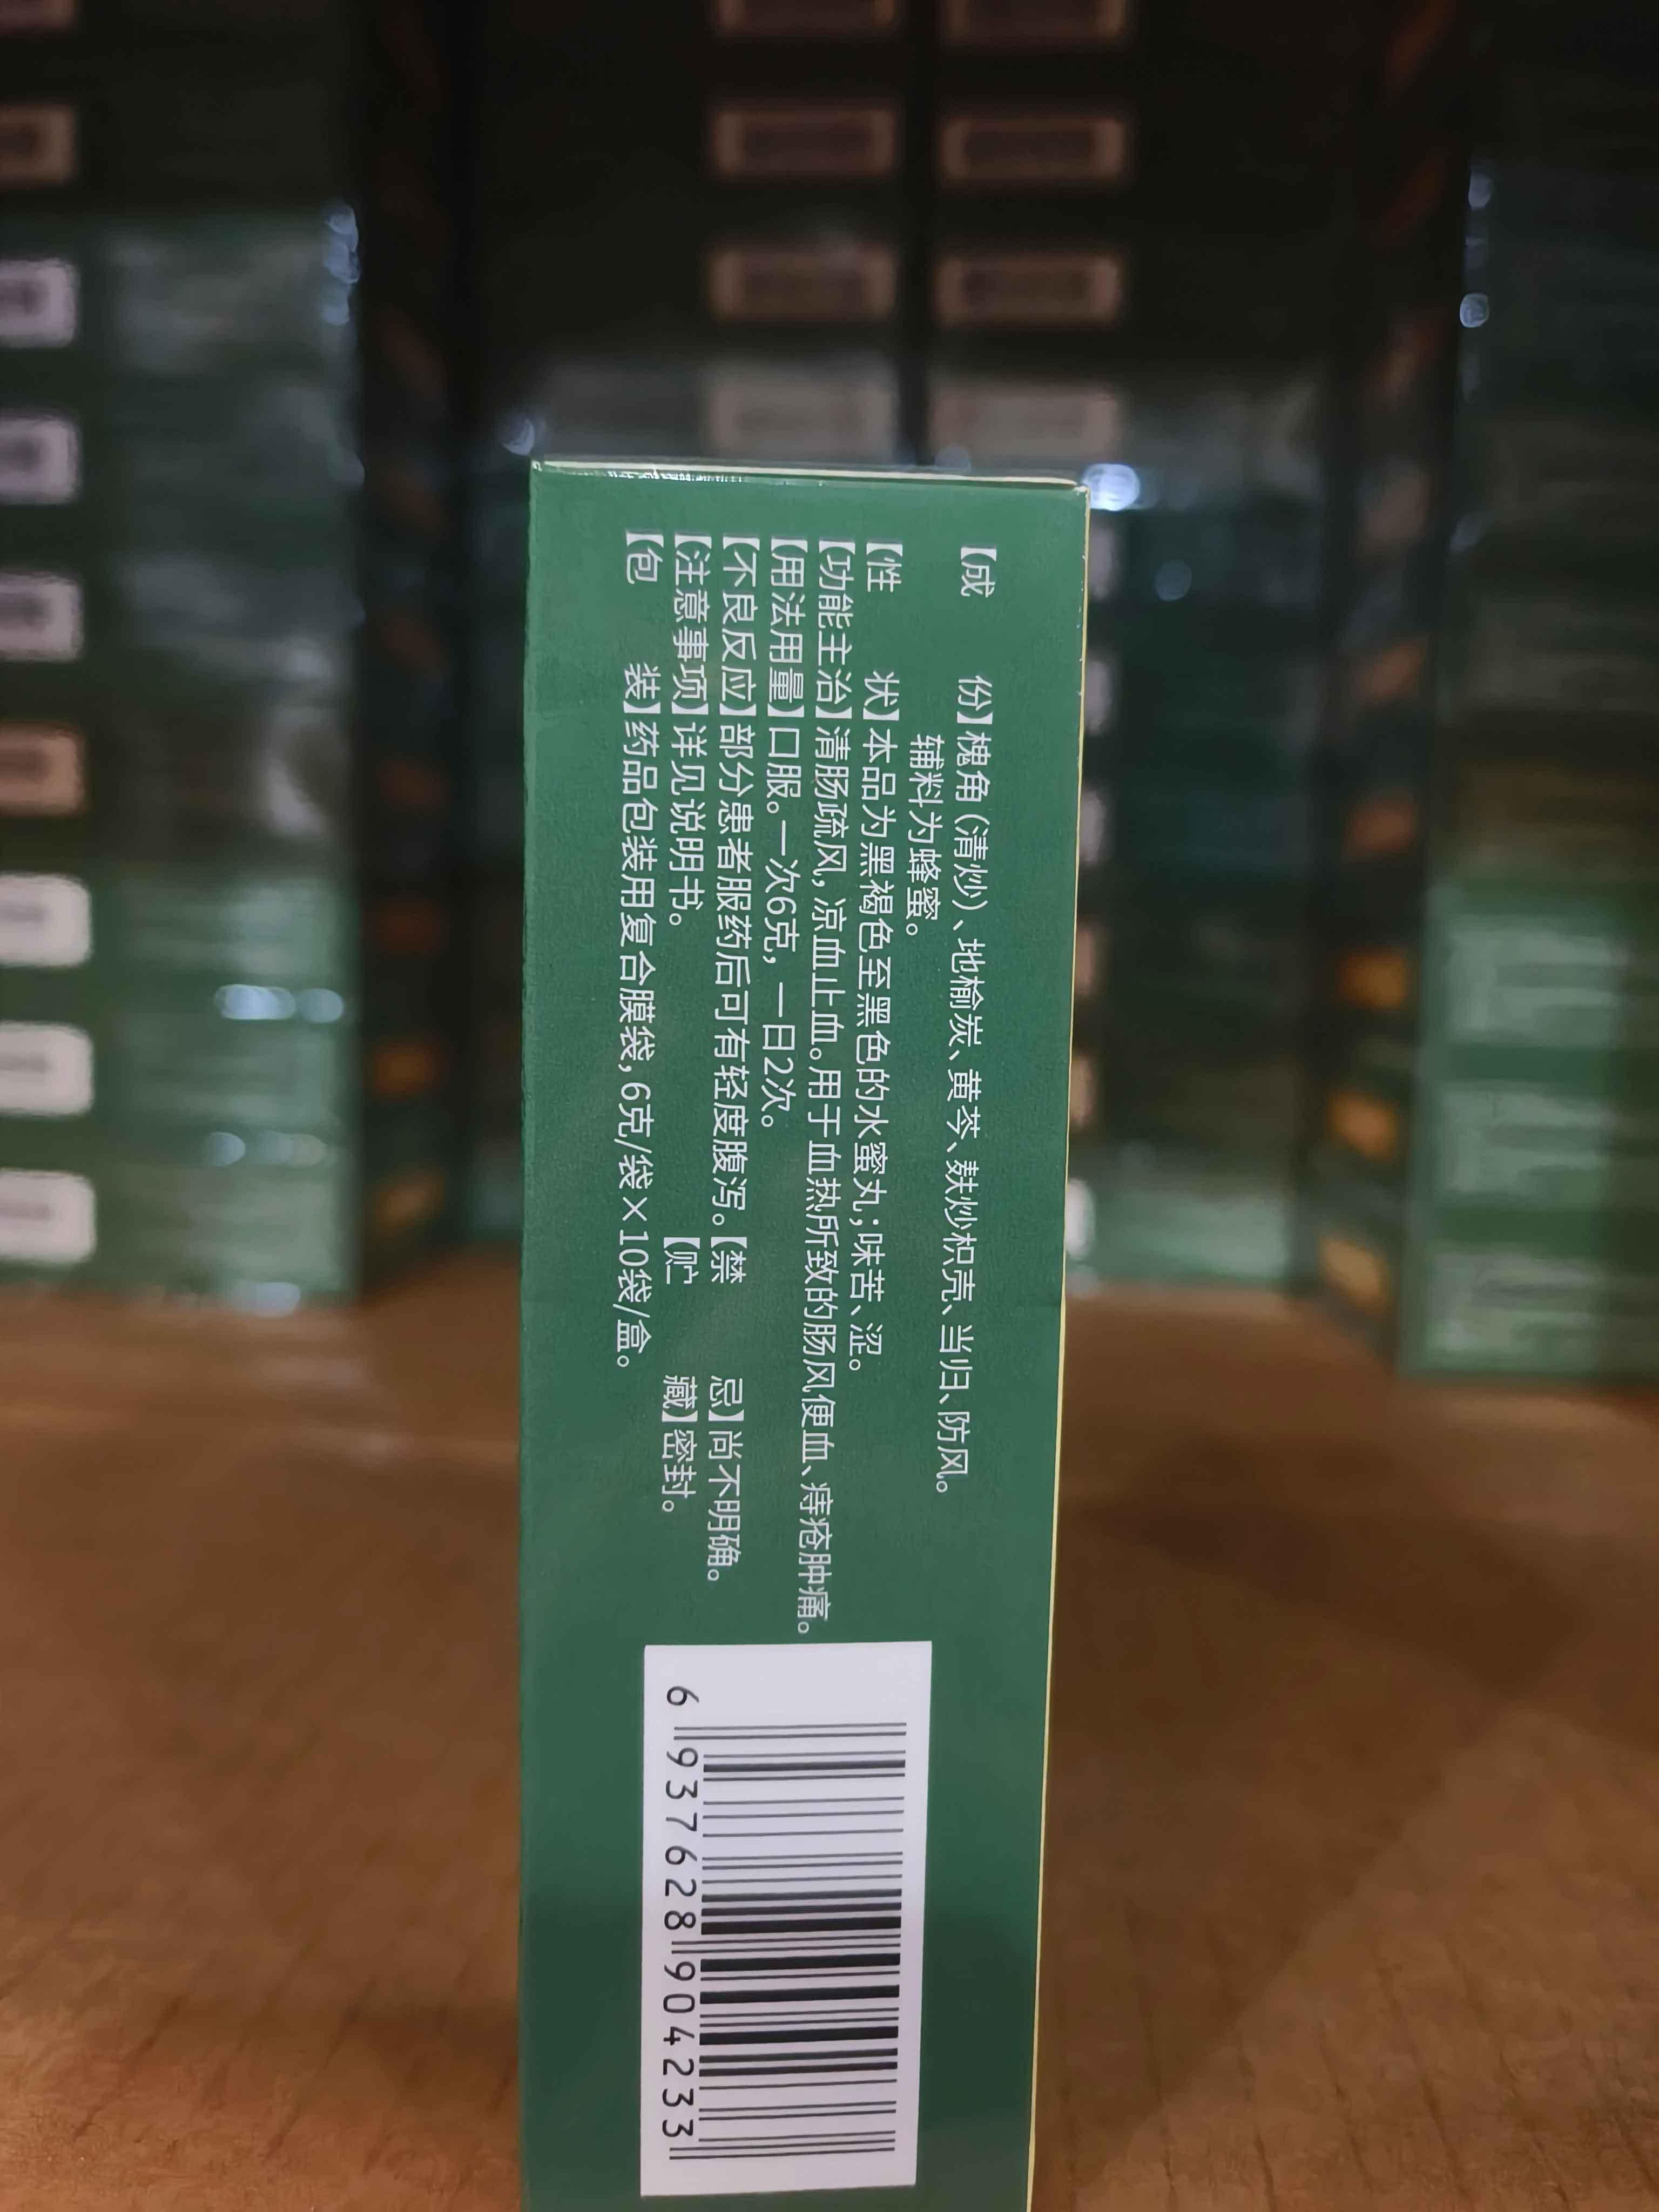 【成份】槐角（清炒）、地榆炭、黄芩、麸炒枳壳、当归、防风。
辅料为蜂蜜。
【性状】本品为黑褐色至黑色的水蜜丸；味苦、涩。
【功能主治】清肠疏风，凉血止血。用于血热所致的肠风便血、痔疮肿痛。
【用法用量】口服。一次6克，一日2次。
【不良反应】部分患者服药后可有轻度腹泻。【禁忌】尚不明确。
【注意事项】详见说明书。【贮藏】密封。
【包装】药品包装用复合膜袋，6克/袋×10袋/盒。
6 937628 904233